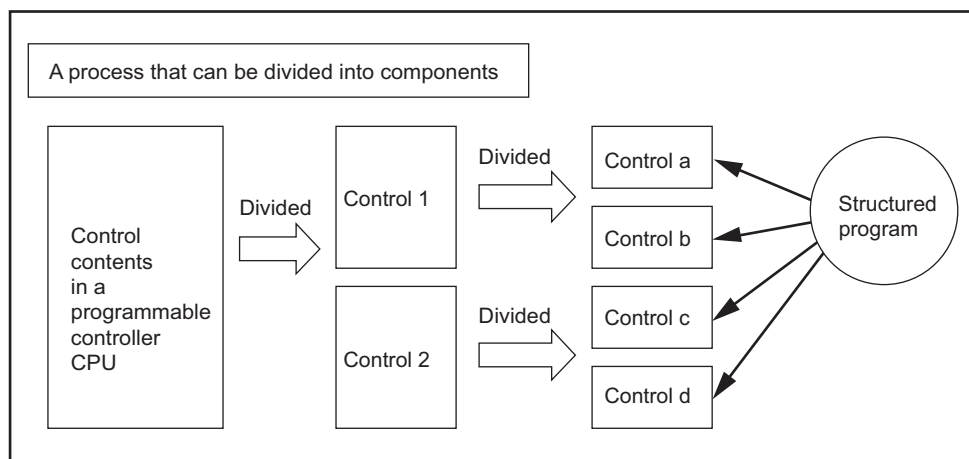 A process that can be divided into components
Control
contents
in a
programmable
controller
CPU
Divided
Control 1
Control 2
Divided
Divided
Control a
Control b
Control c
Control d
Structured
program